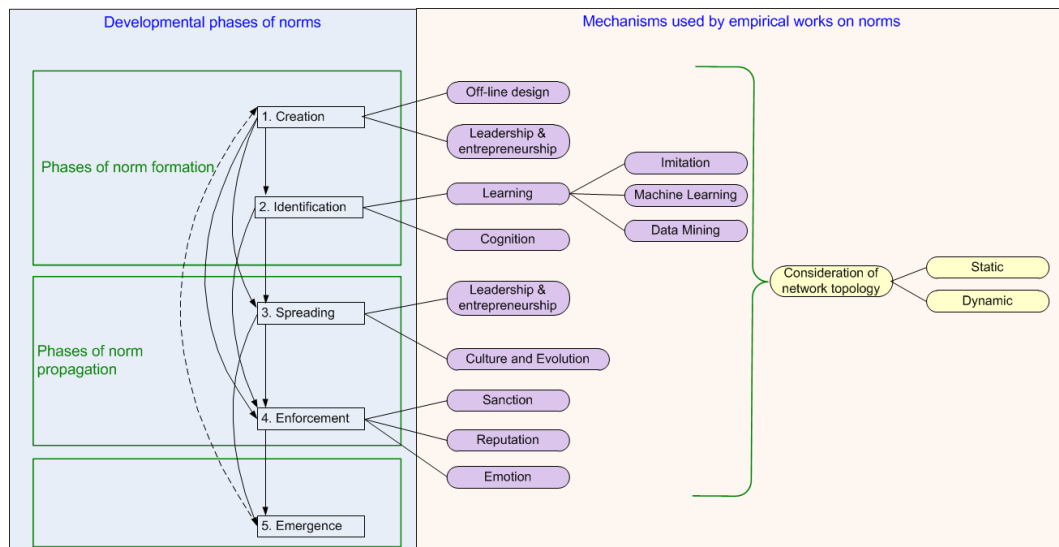 Developmental phases of norms
Mechanisms used by empirical works on norms
Phases of norm formation
1. Creation
2. Identification
Off-line design
Leadership &
entrepreneurship
Learning
Cognition
Imitation
Machine Learning
Data Mining
Phases of norm
propagation
3. Spreading
4. Enforcement
Leadership &
entrepreneurship
Culture and Evolution
Sanction
Reputation
Emotion
5. Emergence
Consideration of
network topology
Static
Dynamic